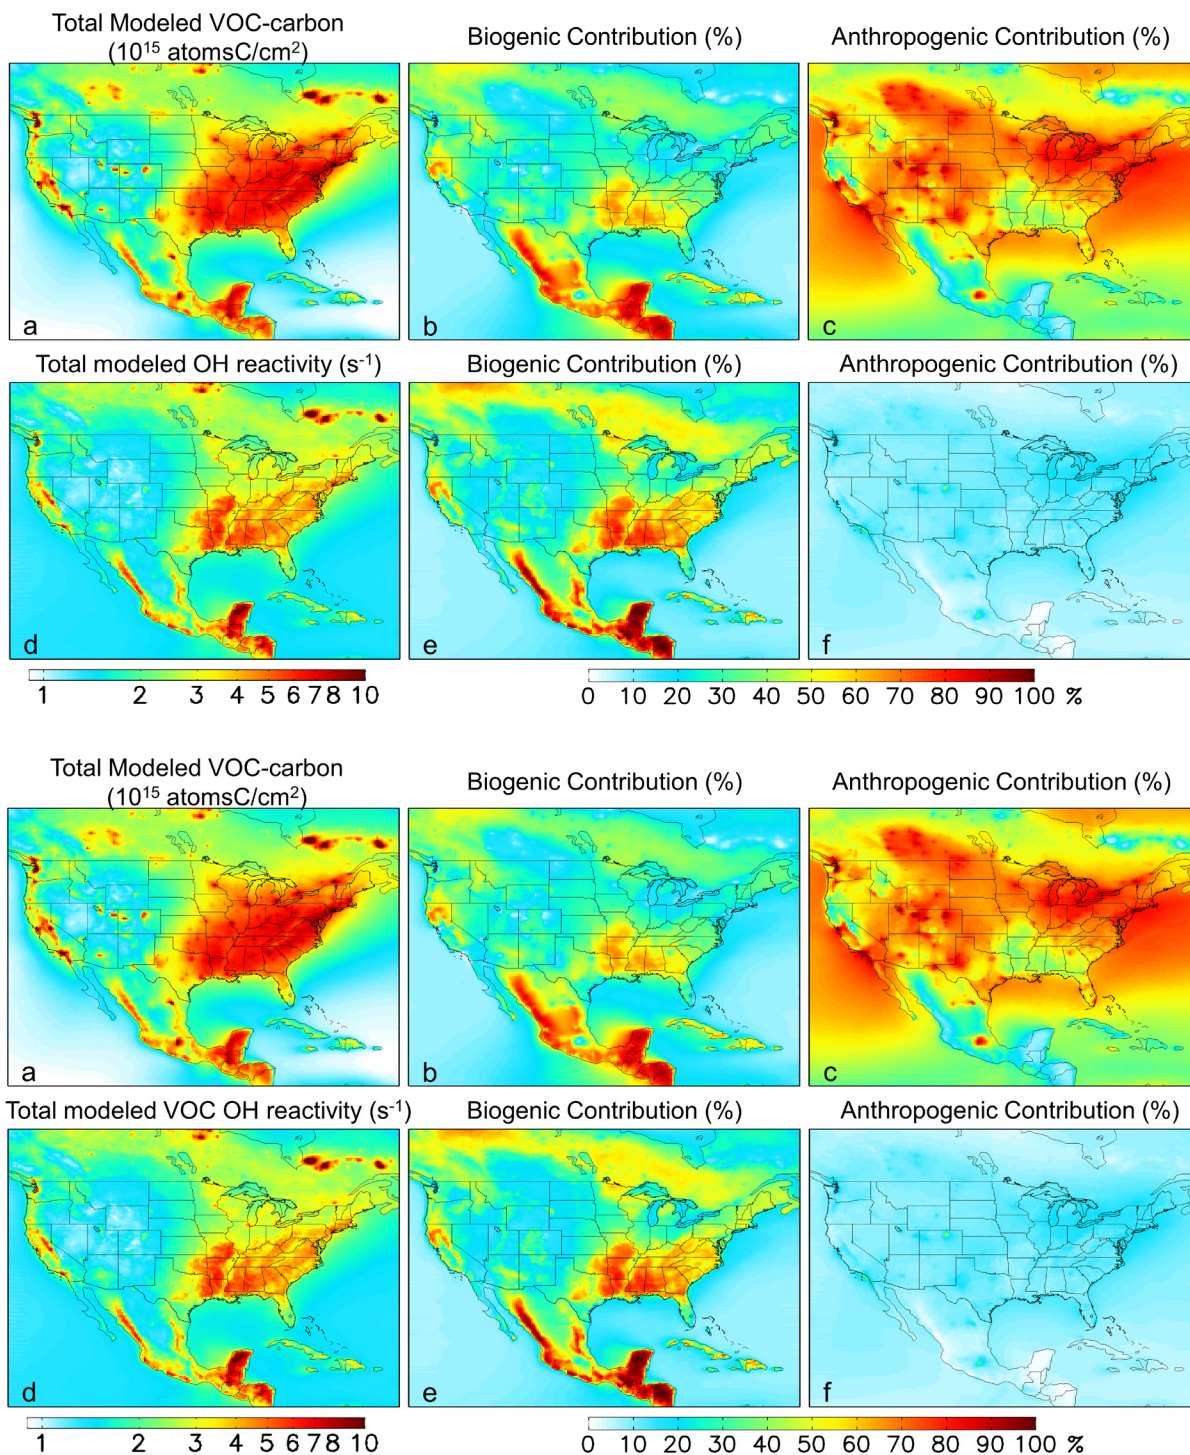 Total Modeled VOC-carbon
(10¹⁵ atomsC/cm²)
Biogenic Contribution (%)
Anthropogenic Contribution (%)
a
b
c
Total modeled OH reactivity (s⁻¹)
Biogenic Contribution (%)
Anthropogenic Contribution (%)
d
e
f
1 2 3 4 5 6 7 8 10
0 10 20 30 40 50 60 70 80 90 100 %
Total Modeled VOC-carbon
(10¹⁵ atomsC/cm²)
Biogenic Contribution (%)
Anthropogenic Contribution (%)
a
b
c
Total modeled VOC OH reactivity (s⁻¹)
Biogenic Contribution (%)
Anthropogenic Contribution (%)
d
e
f
1 2 3 4 5 6 7 8 10
0 10 20 30 40 50 60 70 80 90 100 %